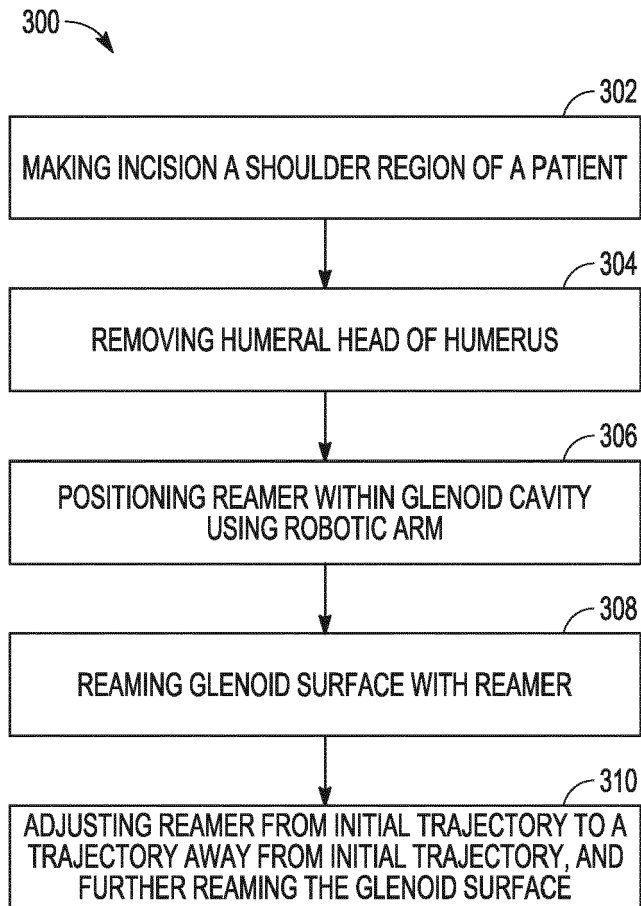 300
302
MAKING INCISION A SHOULDER REGION OF A PATIENT
304
REMOVING HUMERAL HEAD OF HUMERUS
306
POSITIONING REAMER WITHIN GLENOID CAVITY
USING ROBOTIC ARM
308
REAMING GLENOID SURFACE WITH REAMER
310
ADJUSTING REAMER FROM INITIAL TRAJECTORY TO A
TRAJECTORY AWAY FROM INITIAL TRAJECTORY, AND
FURTHER REAMING THE GLENOID SURFACE